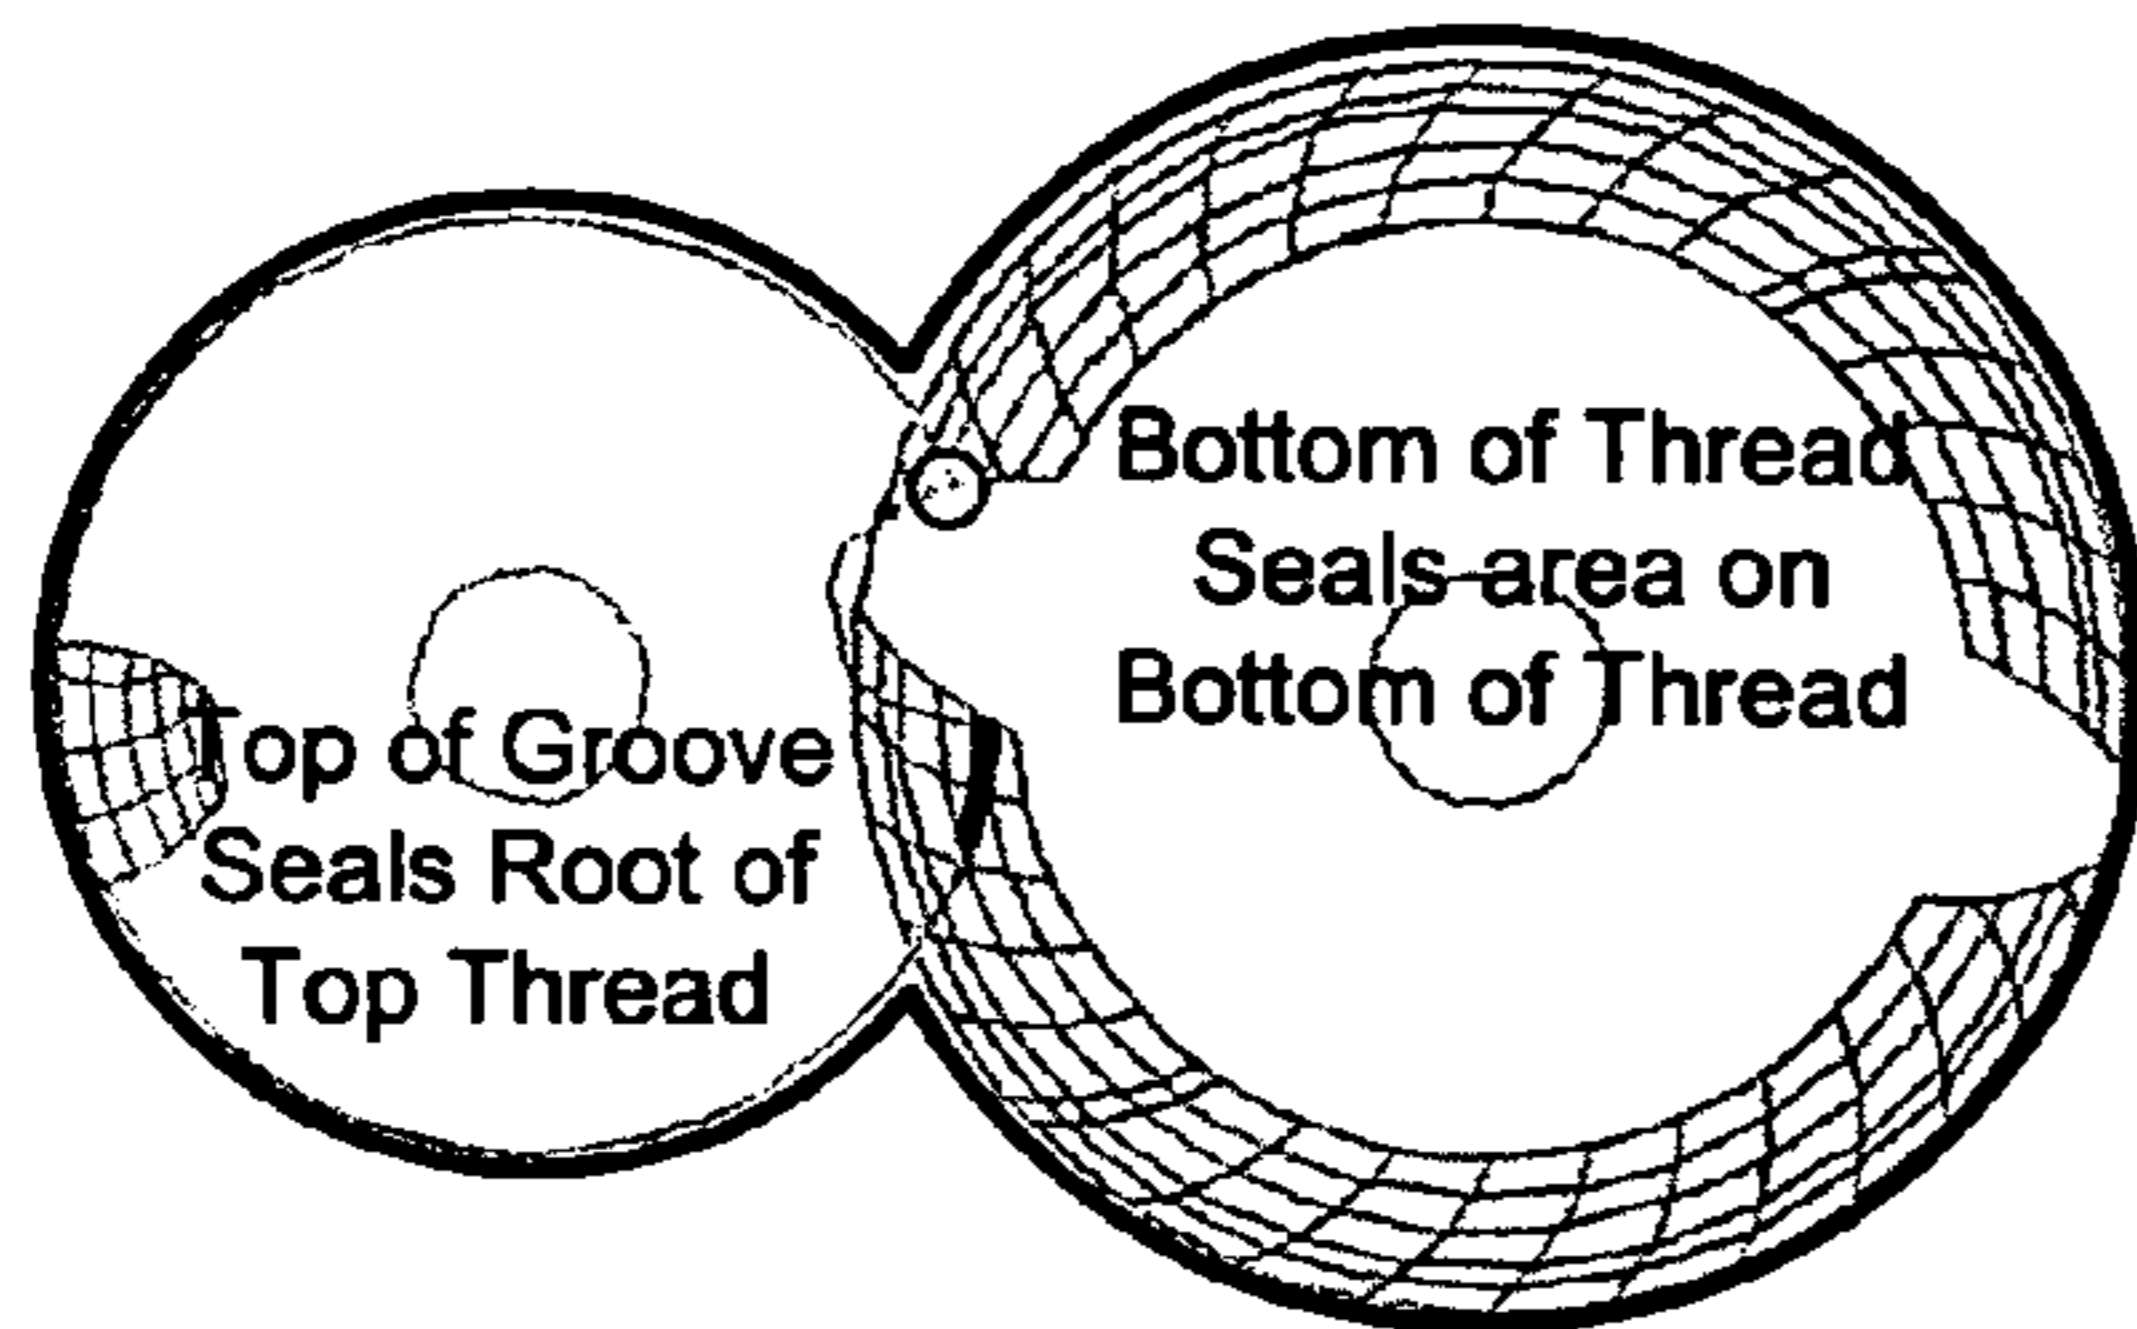 Bottom of Thread
Seals area on
Bottom of Thread
Top of Groove
Seals Root of
Top Thread